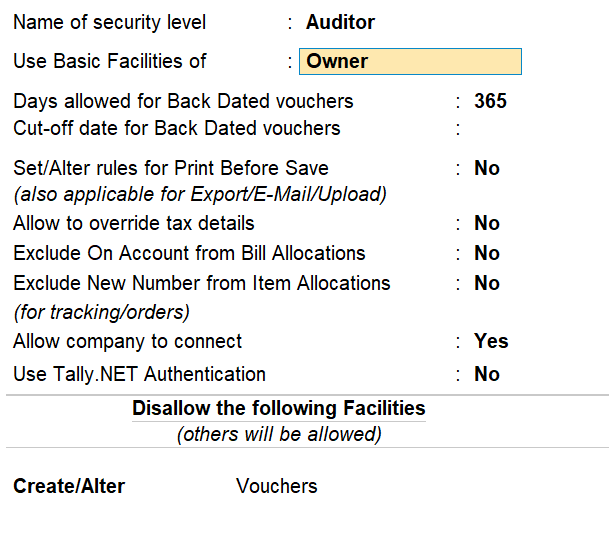 Name of security level : Auditor
Use Basic Facilities of : Owner
Days allowed for Back Dated vouchers : 365
Cut-off date for Back Dated vouchers :
Set/Alter rules for Print Before Save : No
(also applicable for Export/E-Mail/Upload)
Allow to override tax details : No
Exclude On Account from Bill Allocations : No
Exclude New Number from Item Allocations : No
(for tracking/orders)
Allow company to connect : Yes
Use Tally.NET Authentication : No
Disallow the following Facilities
(others will be allowed)
Create/Alter Vouchers